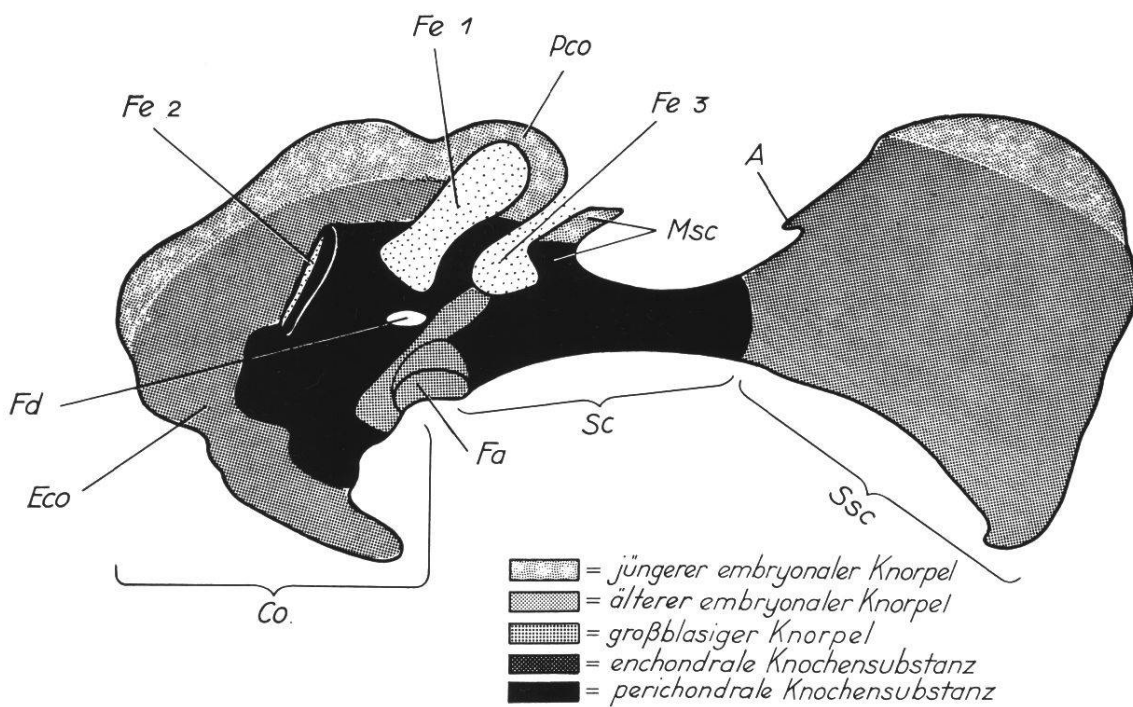 Fe 1
Pco
Fe 2
Fe 3
A
Msc
Fd
Sc
Fa
Eco
Ssc
Co.
= jüngerer embryonaler Knorpel
= älterer embryonaler Knorpel
= großblasiger Knorpel
= enchondrale Knochensubstanz
= perichondrale Knochensubstanz